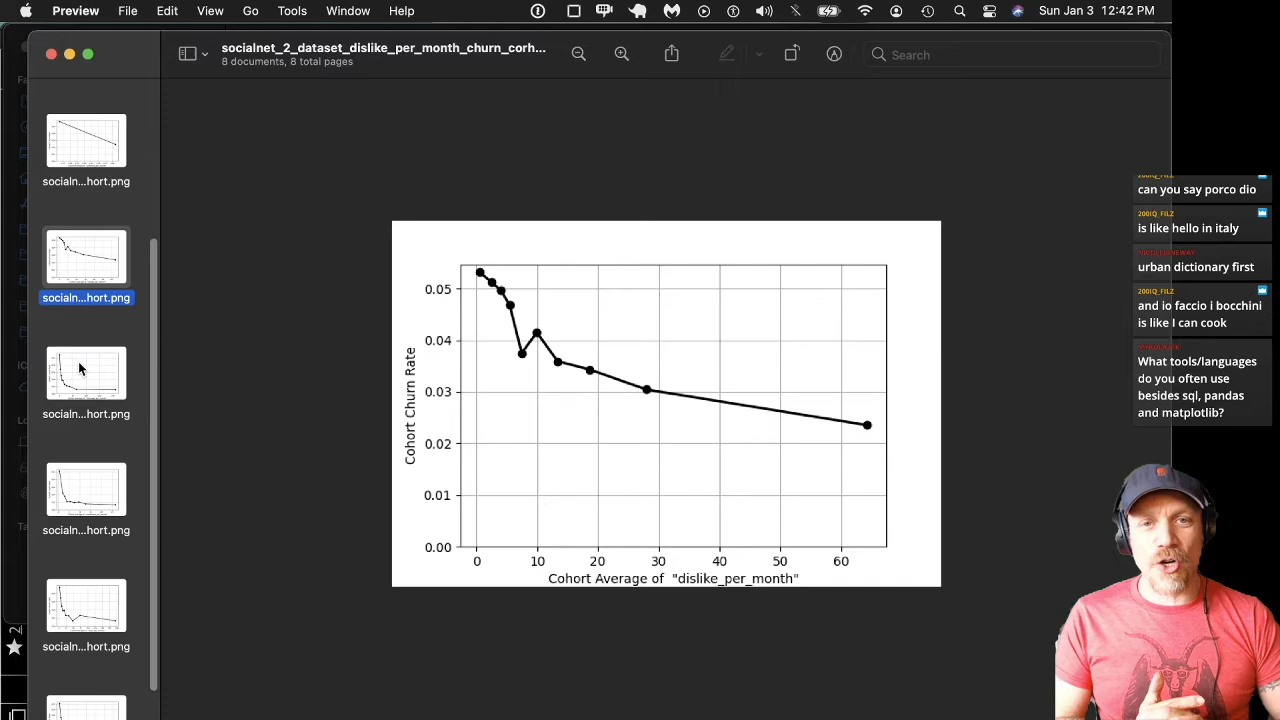 Preview File Edit View Go Tools Window Help
Sun Jan 3 12:42 PM
socialnet_2_dataset_dislike_per_month_churn_corh...
8 documents, 8 total pages
Search
socialn...hort.png
socialn...hort.png
socialn...hort.png
socialn...hort.png
socialn...hort.png
0.05
0.04
0.03
0.02
0.01
0.00
Cohort Churn Rate
0 10 20 30 40 50 60
Cohort Average of "dislike_per_month"
200IQ_FILZ
can you say porco dio
200IQ_FILZ
is like hello in italy
urban dictionary first
200IQ_FILZ
and io faccio i bocchini
is like I can cook
What tools/languages
do you often use
besides sql, pandas
and matplotlib?